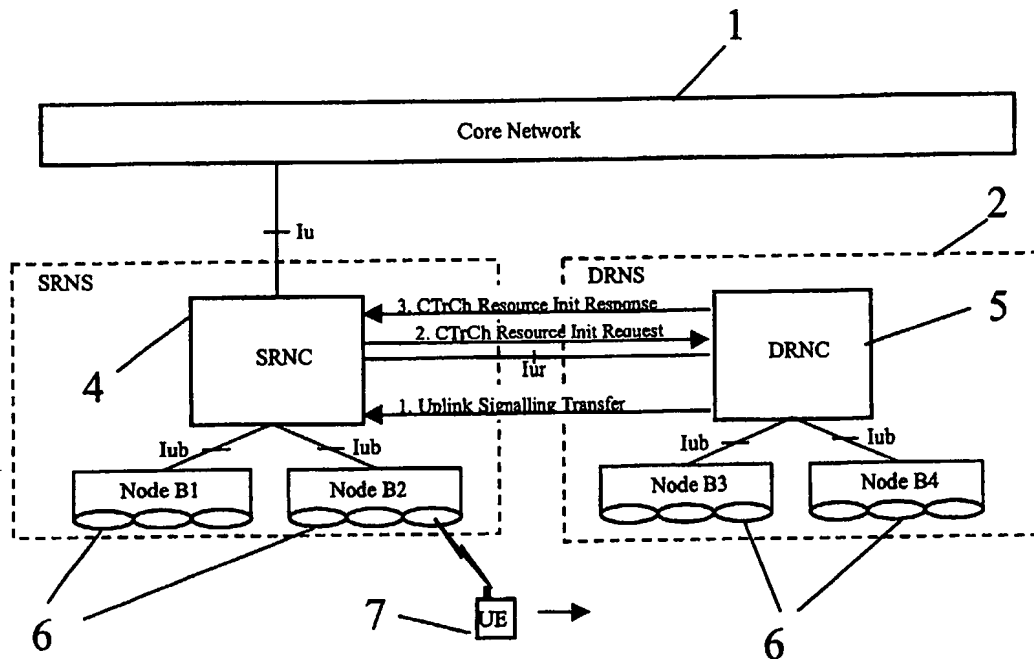 1
Core Network
Iu
2
SRNS
DRNS
3. CTrCh Resource Init Response
2. CTrCh Resource Init Request
Iur
1. Uplink Signalling Transfer
4
SRNC
DRNC
5
Iub
Iub
Iub
Iub
Node B1
Node B2
Node B3
Node B4
6
7
UE
6